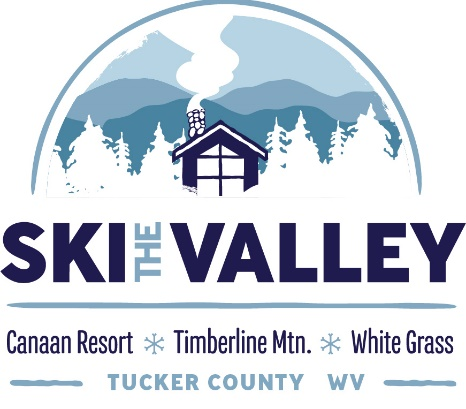 SKI THE VALLEY
Canaan Resort Timberline Mtn. White Grass
TUCKER COUNTY WV